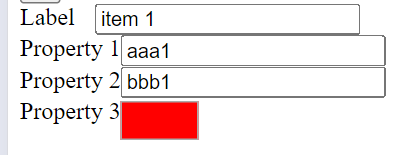 Label item 1
Property 1 aaa1
Property 2 bbb1
Property 3